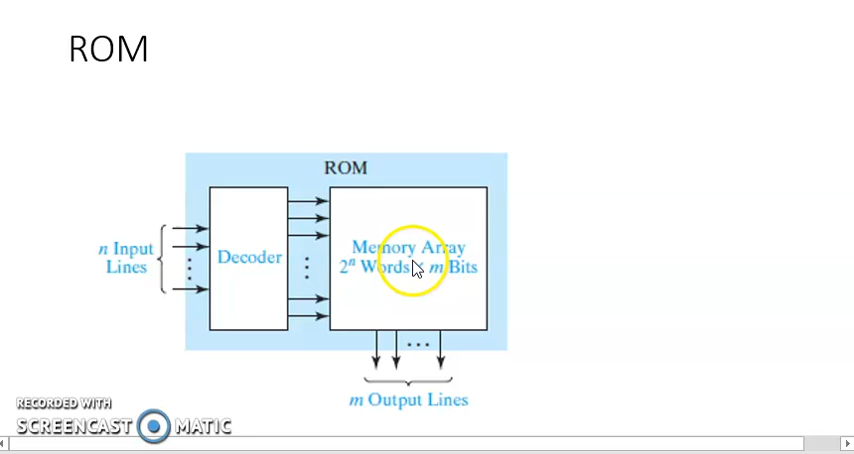 ROM
ROM
n Input
Lines
Decoder
Memory Array
2ⁿ Words × m Bits
m Output Lines
RECORDED WITH
SCREENCAST MATIC